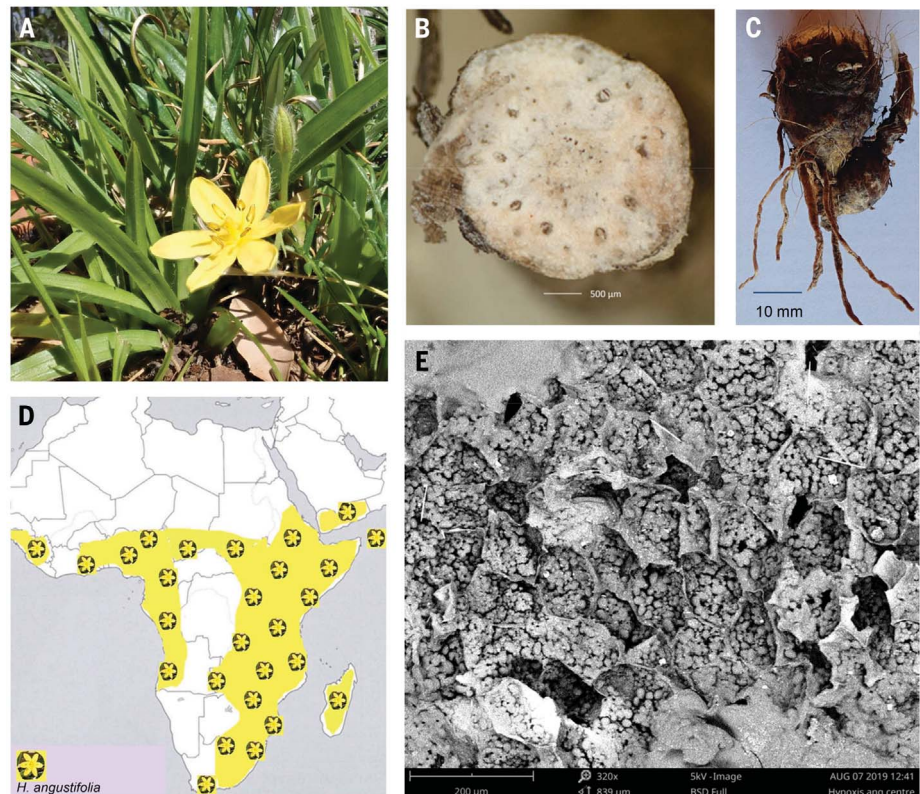 A
B
C
500 µm
10 mm
D
H. angustifolia
E
200 µm
320x
5kV - Image
AUG 07 2019 12:41
839 µm
BSD Full
Hypoxis ang centre